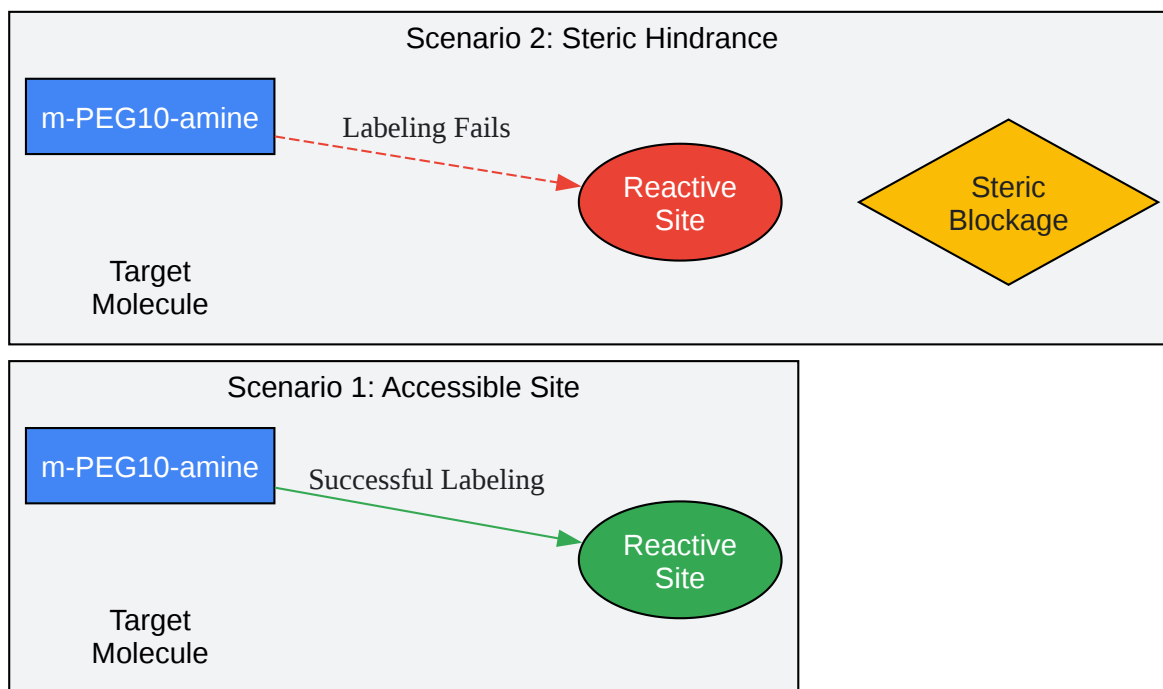 Scenario 2: Steric Hindrance
m-PEG10-amine
Labeling Fails
Reactive
Site
Steric
Blockage
Target
Molecule
Scenario 1: Accessible Site
m-PEG10-amine
Successful Labeling
Reactive
Site
Target
Molecule